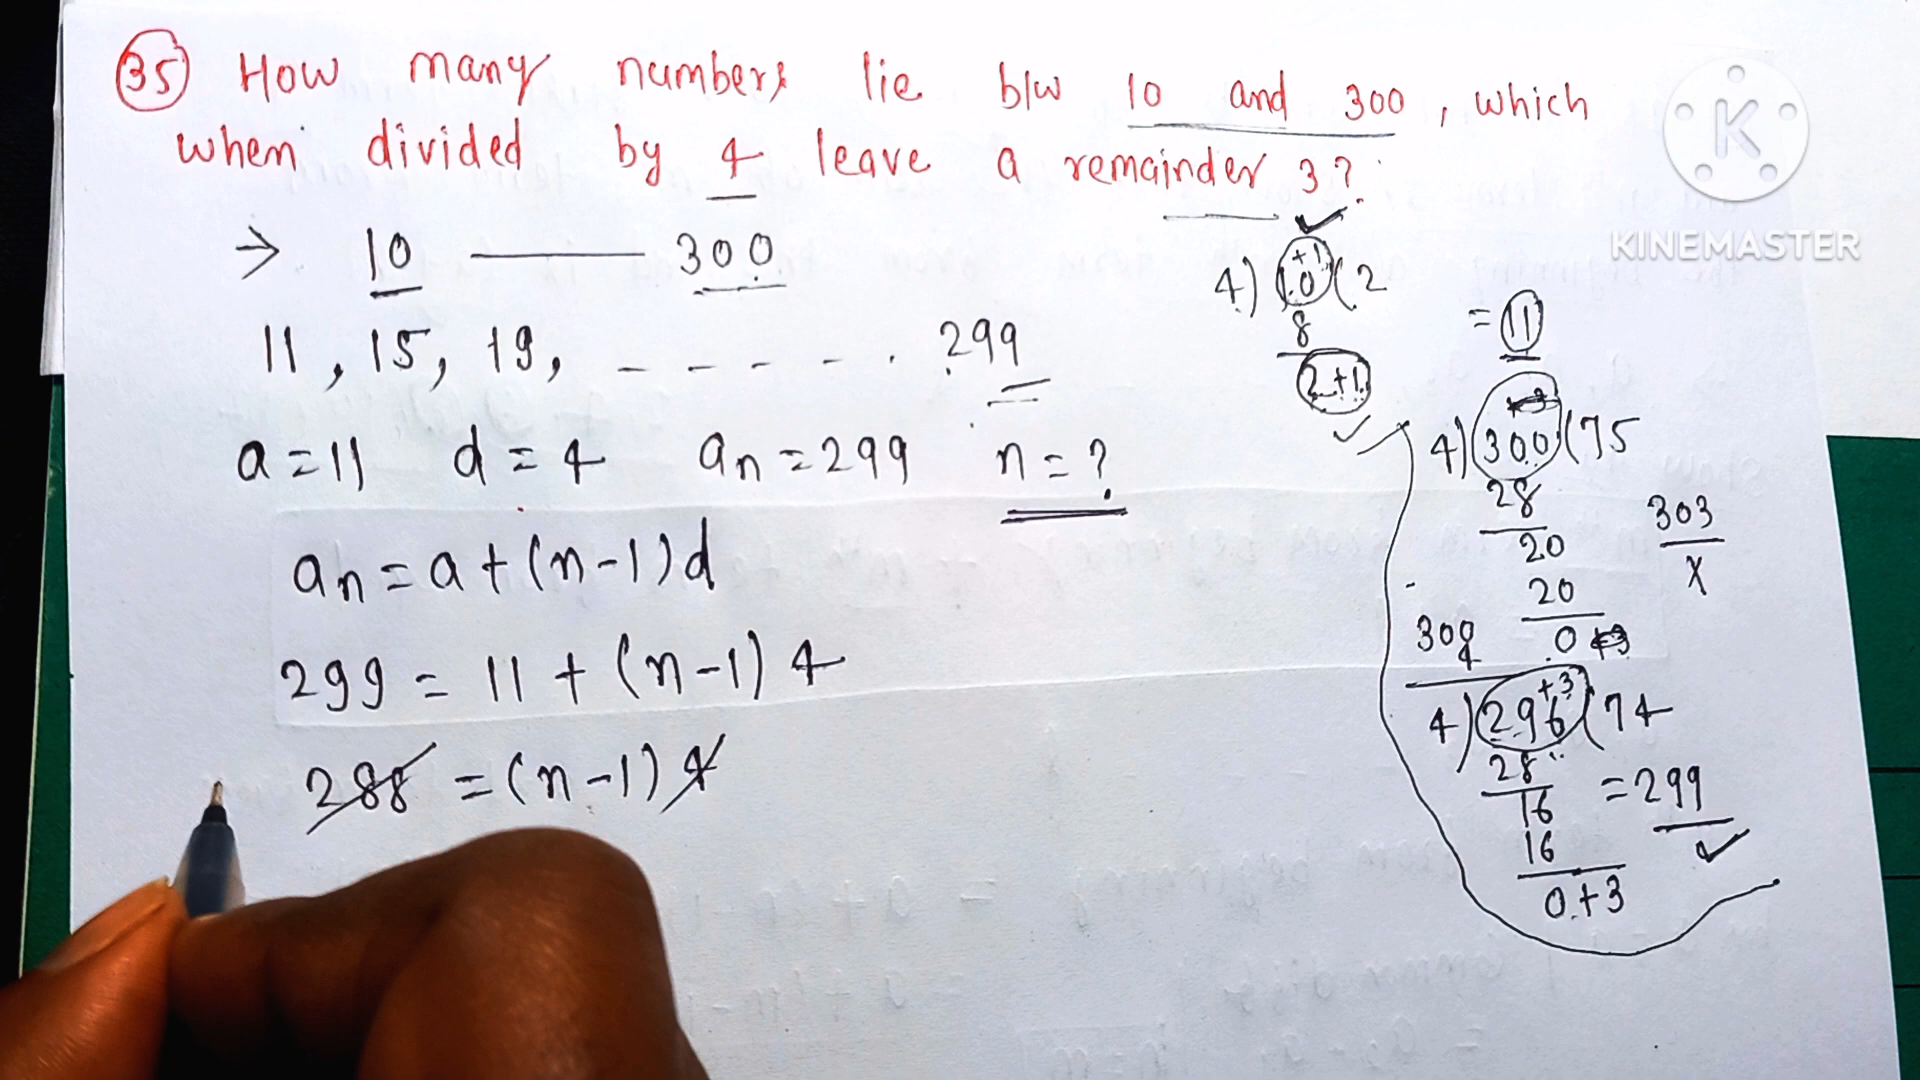 35 How many numbers lie b/w 10 and 300, which
when divided by 4 leave a remainder 3?
→ 10 —— 300
11, 15, 19, - - - - - . 299
a = 11 d = 4 an = 299 n = ?
an = a + (n-1)d
299 = 11 + (n-1)4
288 = (n-1)4
+1
4) 10 (2
8
2+1
= 11
4) 300 (75
28
20
20
0 +3
303
X
4) 296 (74
+3
28
16
16
0+3
= 299
K
KINEMASTER